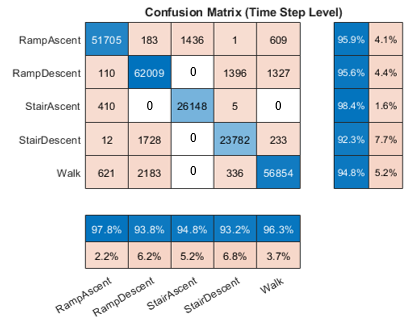 Confusion Matrix (Time Step Level)
RampAscent 51705 183 1436 1 609 95.9% 4.1%
RampDescent 110 62009 0 1396 1327 95.6% 4.4%
StairAscent 410 0 26148 5 0 98.4% 1.6%
StairDescent 12 1728 0 23782 233 92.3% 7.7%
Walk 621 2183 0 336 56854 94.8% 5.2%
97.8% 93.8% 94.8% 93.2% 96.3%
2.2% 6.2% 5.2% 6.8% 3.7%
RampAscent RampDescent StairAscent StairDescent Walk